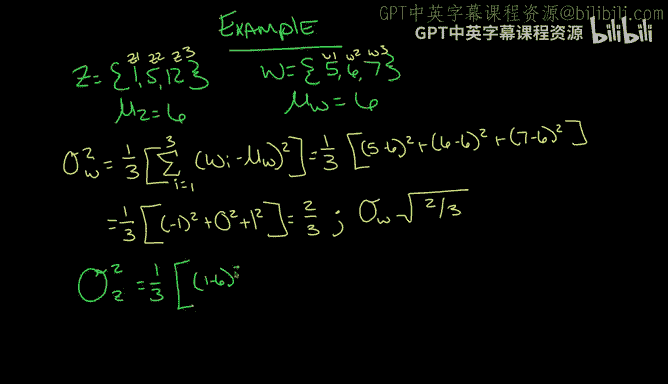 GPT中英字幕课程资源@bilibili.com
GPT中英字幕课程资源 bilibili
EXAMPLE
z1 z2 z3 w1 w2 w3
Z={1,5,12} W={5,6,7}
μz=6 μw=6
σ²w = 1/3 [∑³ᵢ₌₁ (wi-μw)²] = 1/3 [(5-6)²+(6-6)²+(7-6)²]
= 1/3 [(-1)²+0²+1²] = 2/3 ; σw √2/3
σ²z = 1/3 [(1-6)²